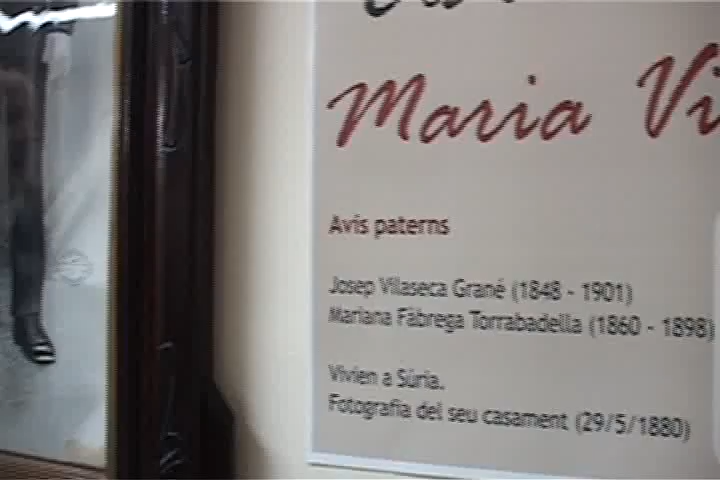 Maria Vi
Avis paterns
Josep Vilaseca Grané (1848 - 1901)
Mariana Fàbrega Torrabadella (1860 - 1898)
Vivien a Súria.
Fotografia del seu casament (29/5/1880)